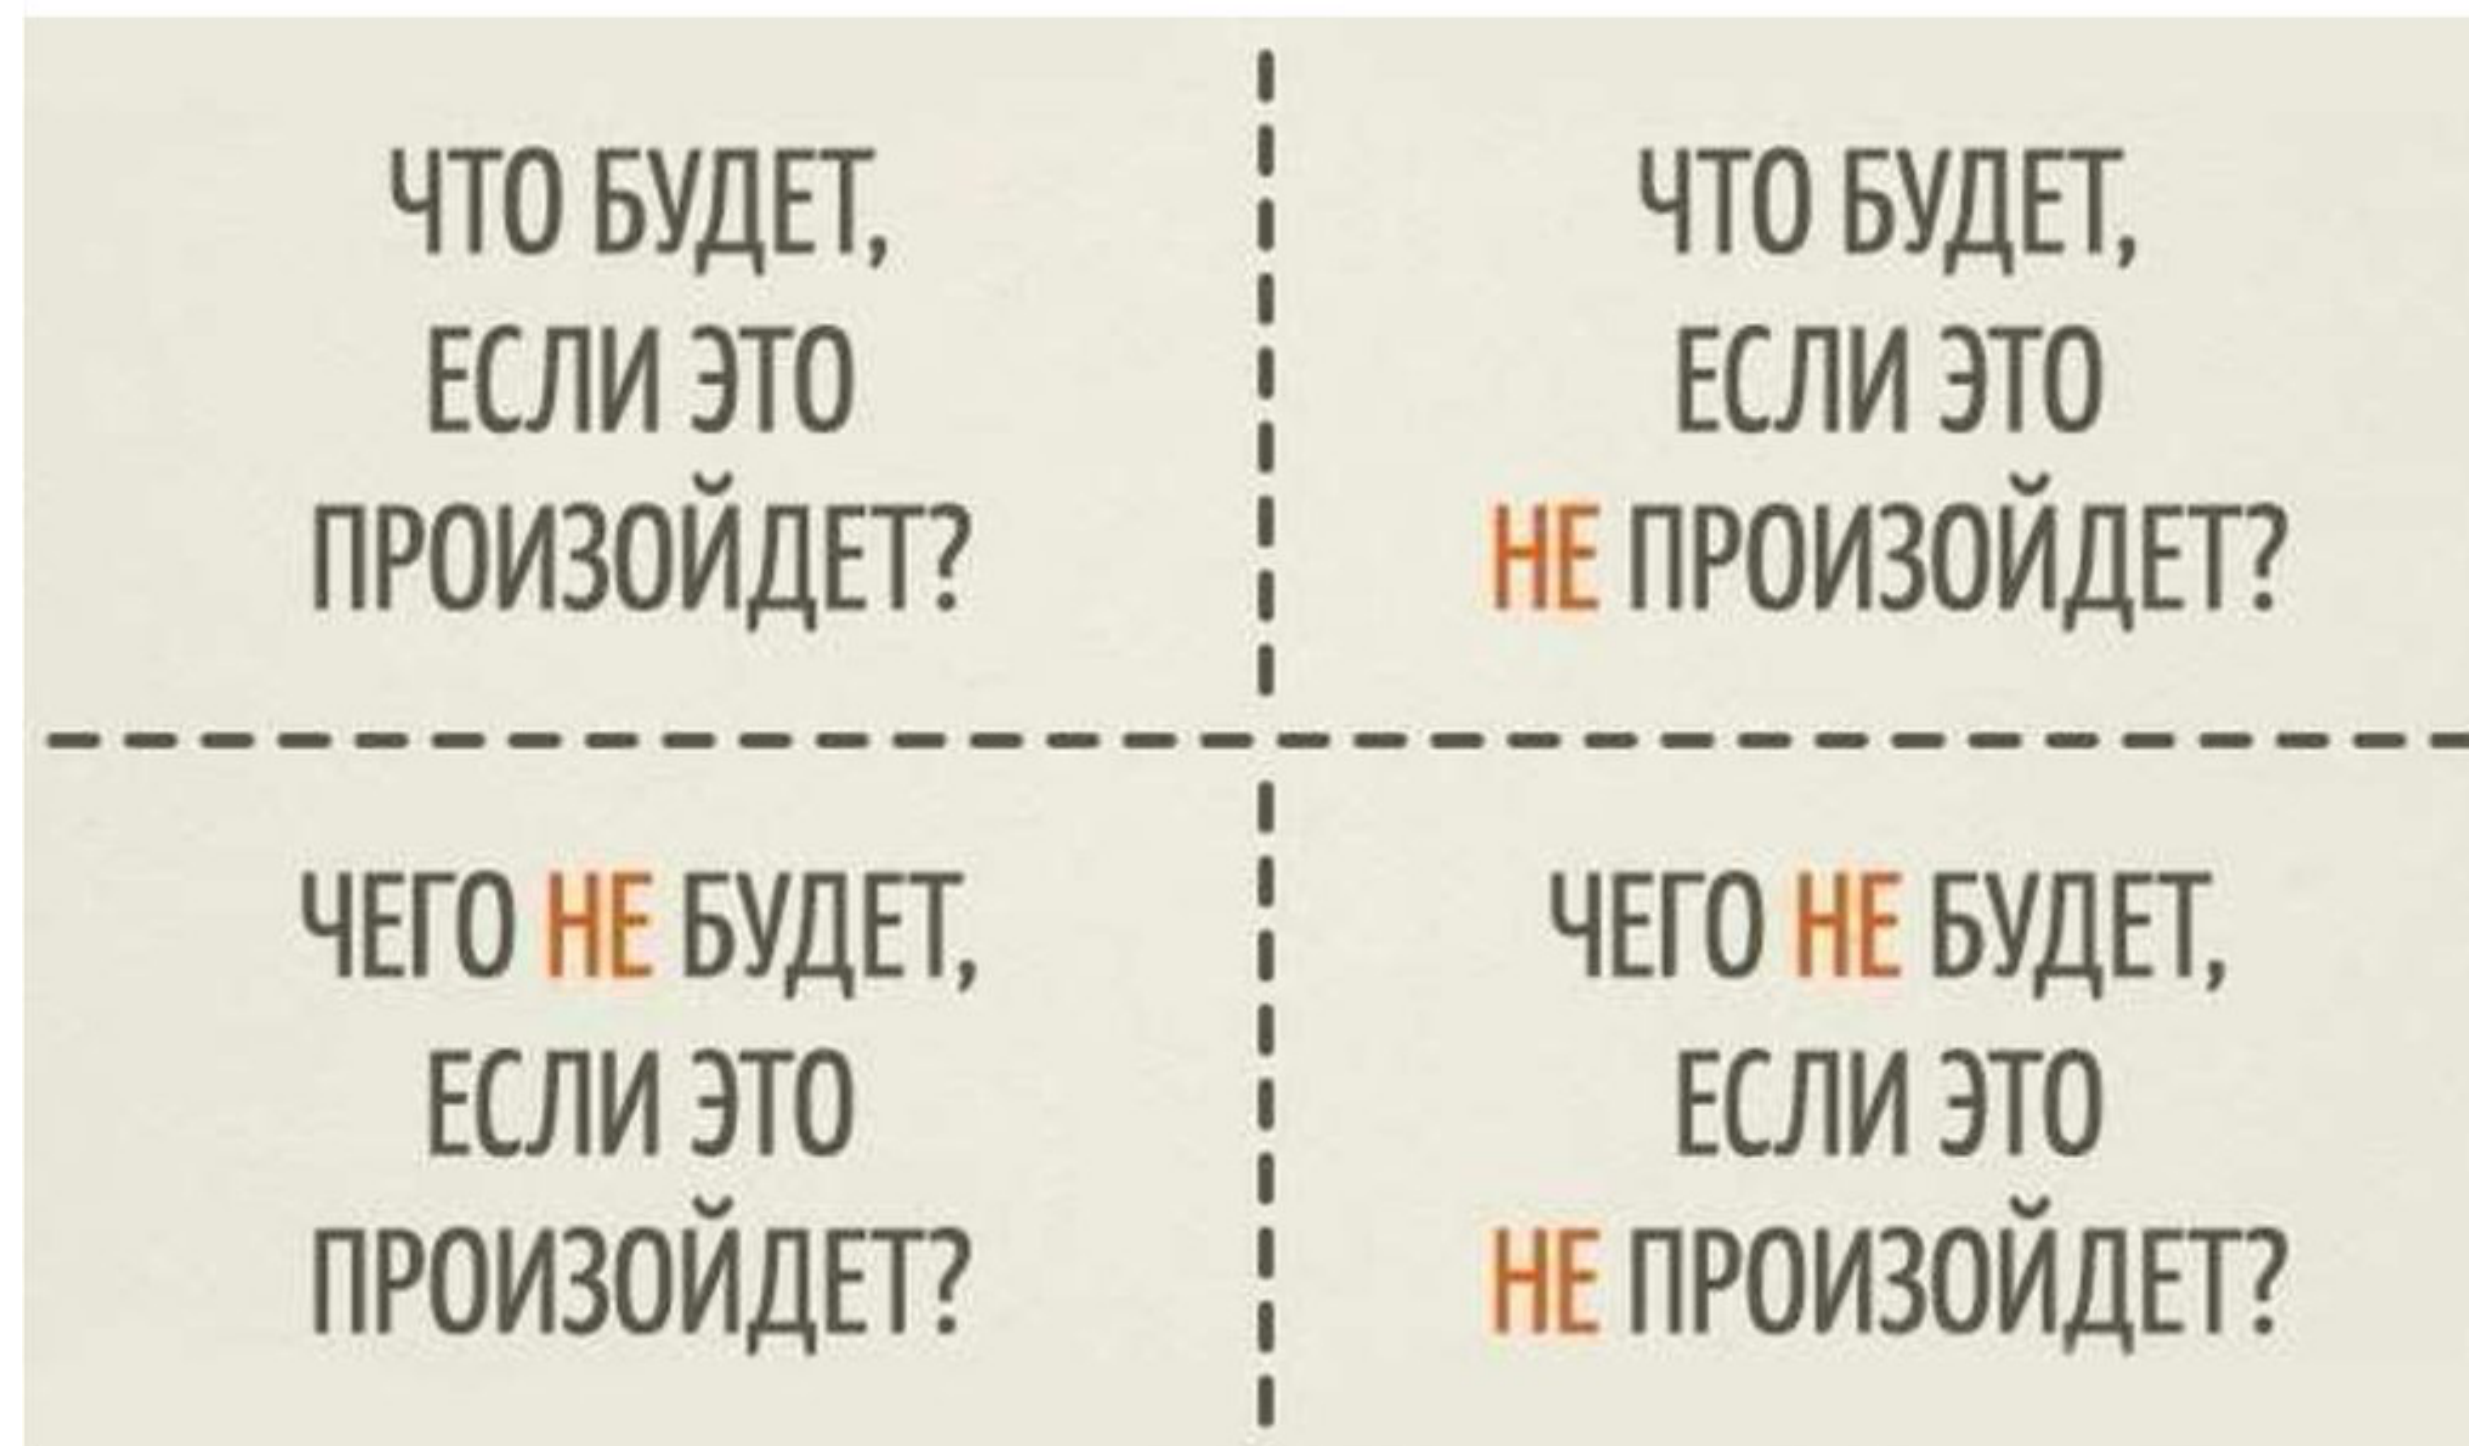 ЧТО БУДЕТ,
ЕСЛИ ЭТО
ПРОИЗОЙДЕТ?
ЧТО БУДЕТ,
ЕСЛИ ЭТО
НЕ ПРОИЗОЙДЕТ?
ЧЕГО НЕ БУДЕТ,
ЕСЛИ ЭТО
ПРОИЗОЙДЕТ?
ЧЕГО НЕ БУДЕТ,
ЕСЛИ ЭТО
НЕ ПРОИЗОЙДЕТ?